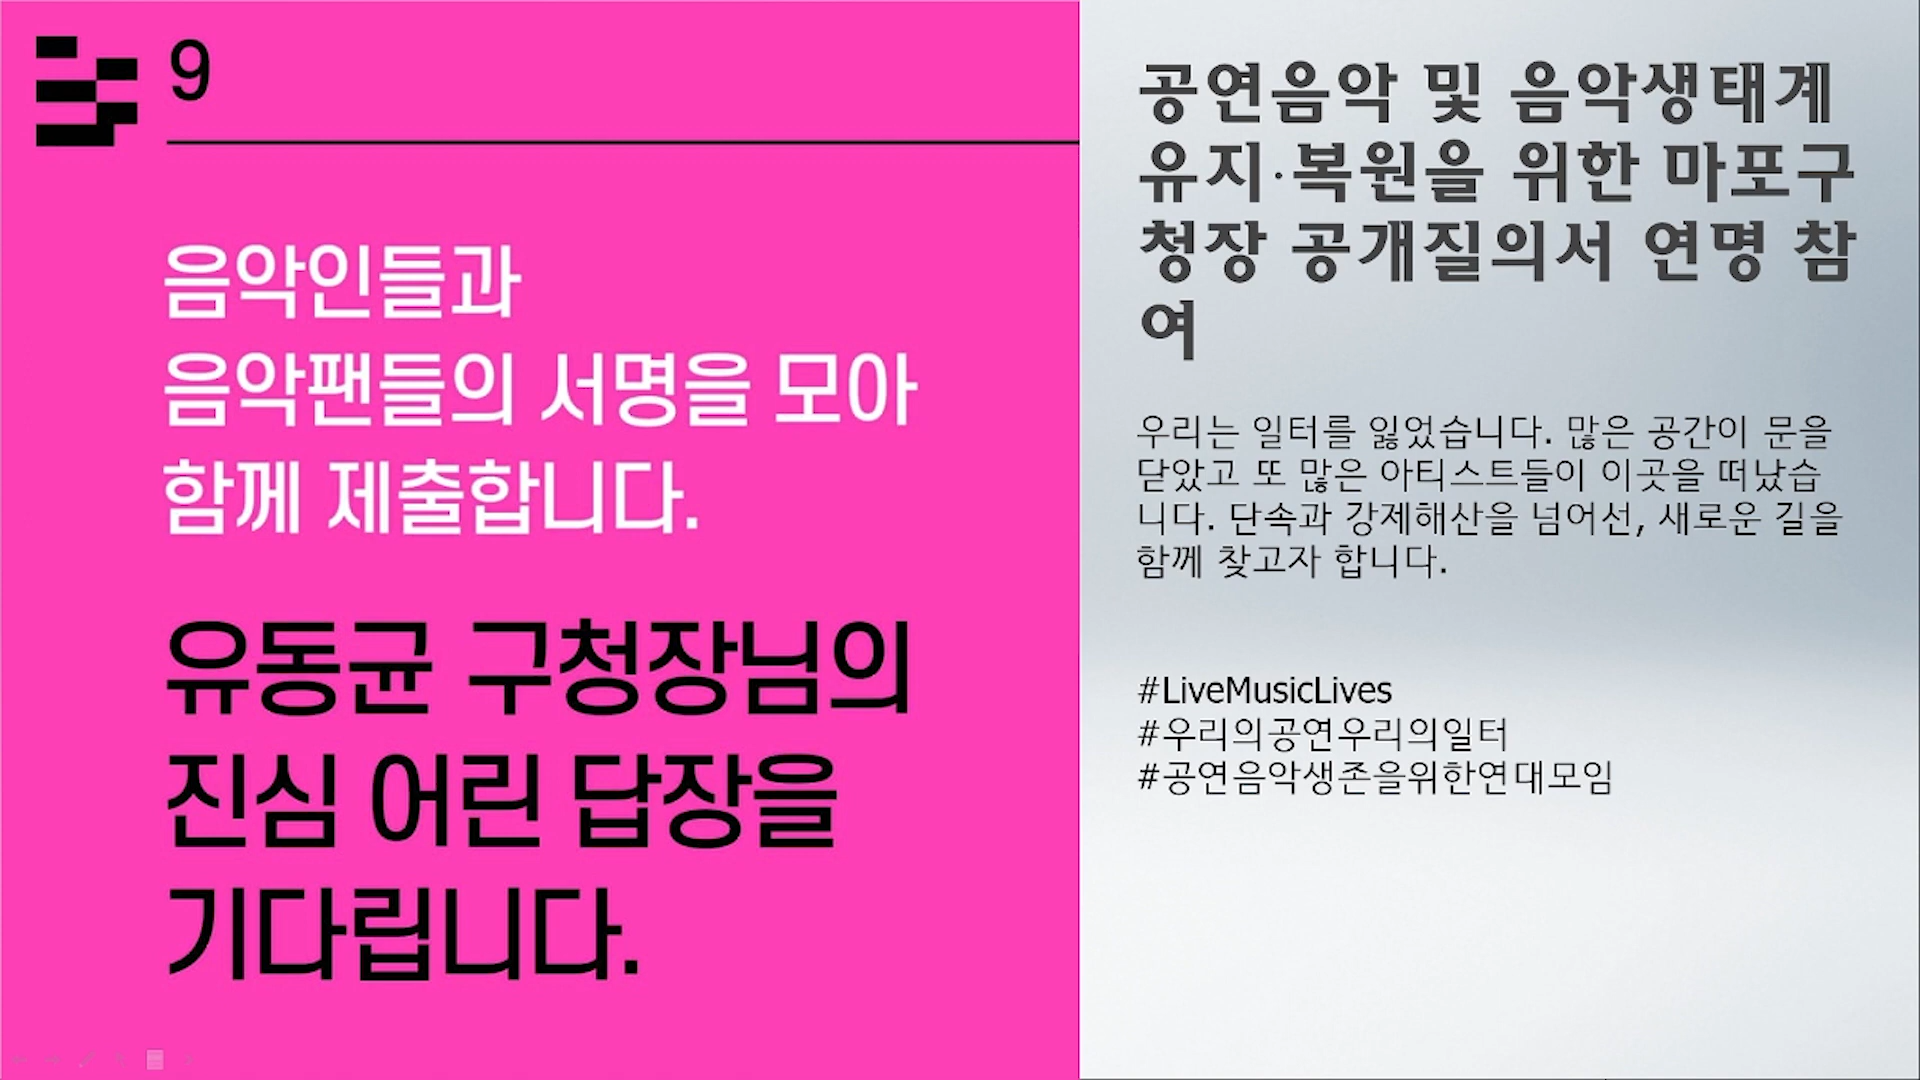 9
음악인들과
음악팬들의 서명을 모아
함께 제출합니다.
유동균 구청장님의
진심 어린 답장을
기다립니다.
공연음악 및 음악생태계
유지·복원을 위한 마포구
청장 공개질의서 연명 참
여
우리는 일터를 잃었습니다. 많은 공간이 문을
닫았고 또 많은 아티스트들이 이곳을 떠났습
니다. 단속과 강제해산을 넘어선, 새로운 길을
함께 찾고자 합니다.
#LiveMusicLives
#우리의공연우리의일터
#공연음악생존을위한연대모임